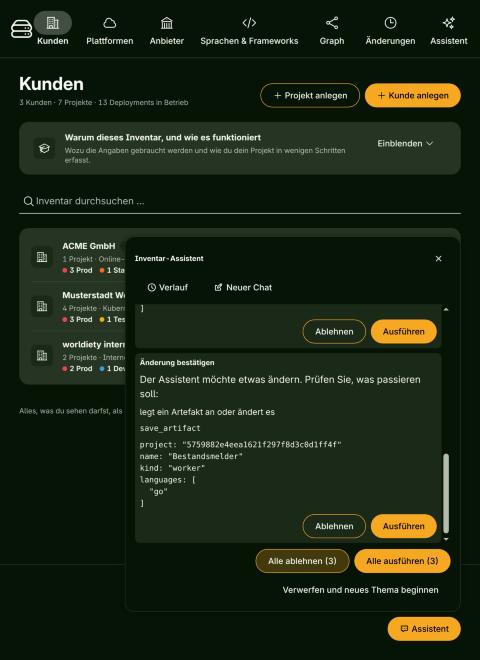 Kunden
Plattformen
Anbieter
Sprachen & Frameworks
Graph
Änderungen
Assistent
Kunden
3 Kunden · 7 Projekte · 13 Deployments in Betrieb
+ Projekt anlegen
+ Kunde anlegen
Warum dieses Inventar, und wie es funktioniert
Wozu die Angaben gebraucht werden und wie du dein Projekt in wenigen Schritten
erfasst.
Einblenden
Inventar durchsuchen ...
ACME GmbH
1 Projekt · Online-
3 Prod 1 Sta
Musterstadt We
4 Projekte · Kubern
3 Prod 1 Tes
worldiety intern
2 Projekte · Interne
2 Prod 1 Dev
Alles, was du sehen darfst, als
Inventar-Assistent
Verlauf
Neuer Chat
]
Ablehnen
Ausführen
Änderung bestätigen
Der Assistent möchte etwas ändern. Prüfen Sie, was passieren
soll:
legt ein Artefakt an oder ändert es
save_artifact
project: "5759882e4eea1621f297f8d3c0d1ff4f"
name: "Bestandsmelder"
kind: "worker"
languages: [
"go"
]
Ablehnen
Ausführen
Alle ablehnen (3)
Alle ausführen (3)
Verwerfen und neues Thema beginnen
Assistent